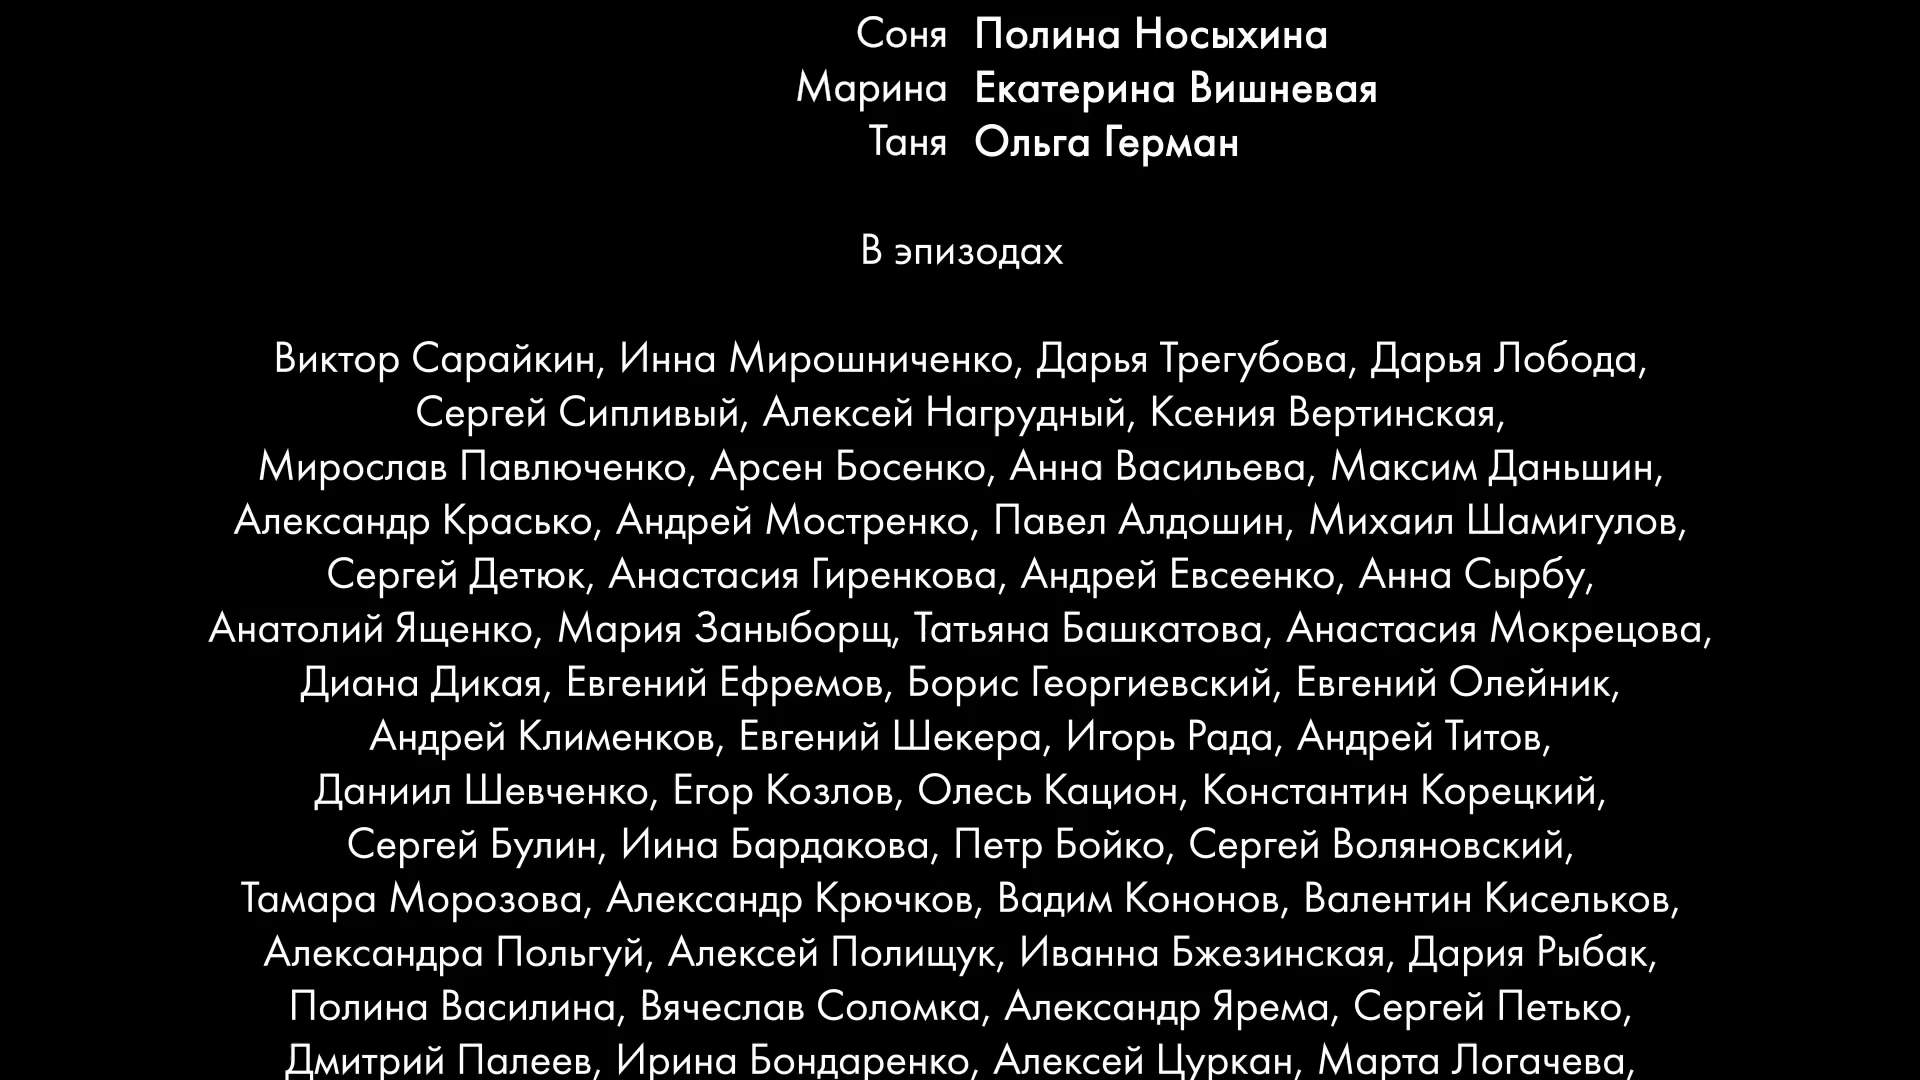 Соня Полина Носыхина
Марина Екатерина Вишневая
Таня Ольга Герман
В эпизодах
Виктор Сарайкин, Инна Мирошниченко, Дарья Трегубова, Дарья Лобода,
Сергей Сипливый, Алексей Нагрудный, Ксения Вертинская,
Мирослав Павлюченко, Арсен Босенко, Анна Васильева, Максим Даньшин,
Александр Красько, Андрей Мостренко, Павел Алдошин, Михаил Шамигулов,
Сергей Детюк, Анастасия Гиренкова, Андрей Евсеенко, Анна Сырбу,
Анатолий Ященко, Мария Заныборщ, Татьяна Башкатова, Анастасия Мокрецова,
Диана Дикая, Евгений Ефремов, Борис Георгиевский, Евгений Олейник,
Андрей Клименков, Евгений Шекера, Игорь Рада, Андрей Титов,
Даниил Шевченко, Егор Козлов, Олесь Кацион, Константин Корецкий,
Сергей Булин, Иина Бардакова, Петр Бойко, Сергей Воляновский,
Тамара Морозова, Александр Крючков, Вадим Кононов, Валентин Кисельков,
Александра Польгуй, Алексей Полищук, Иванна Бжезинская, Дария Рыбак,
Полина Василина, Вячеслав Соломка, Александр Ярема, Сергей Петько,
Дмитрий Палеев, Ирина Бондаренко, Алексей Цуркан, Марта Логачева,